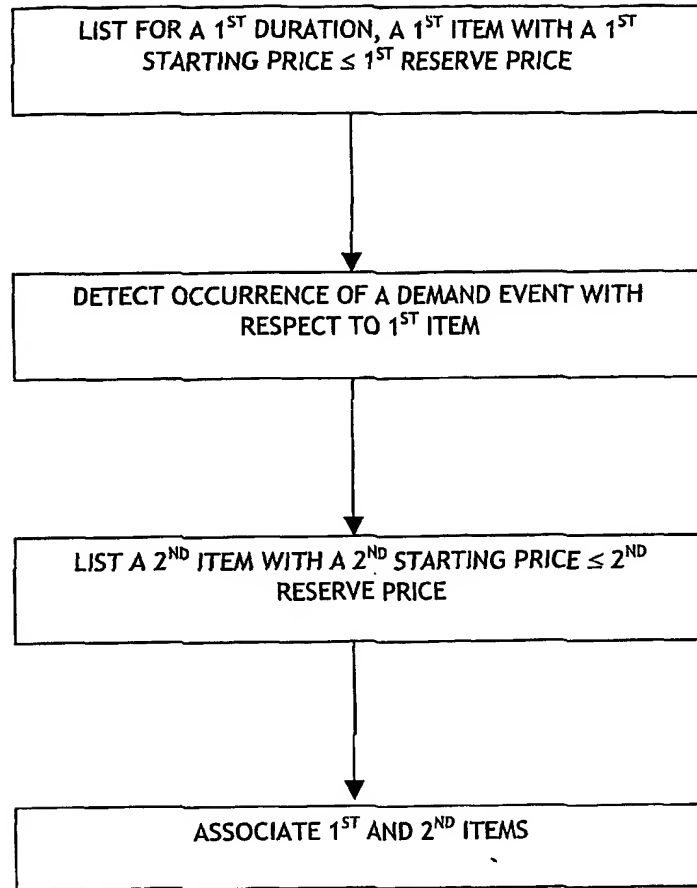 LIST FOR A 1ST DURATION, A 1ST ITEM WITH A 1ST
STARTING PRICE ≤ 1ST RESERVE PRICE
DETECT OCCURRENCE OF A DEMAND EVENT WITH
RESPECT TO 1ST ITEM
LIST A 2ND ITEM WITH A 2ND STARTING PRICE ≤ 2ND
RESERVE PRICE
ASSOCIATE 1ST AND 2ND ITEMS